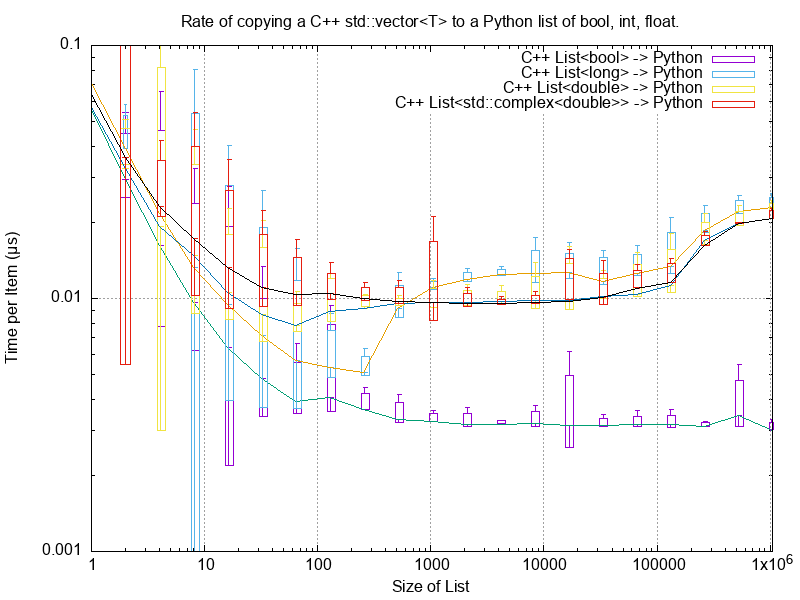 Rate of copying a C++ std::vector<T> to a Python list of bool, int, float.
0.1
C++ List<bool> -> Python
C++ List<long> -> Python
C++ List<double> -> Python
C++ List<std::complex<double>> -> Python
Time per Item (µs)
0.01
0.001
1 10 100 1000 10000 100000 1x10⁶
Size of List